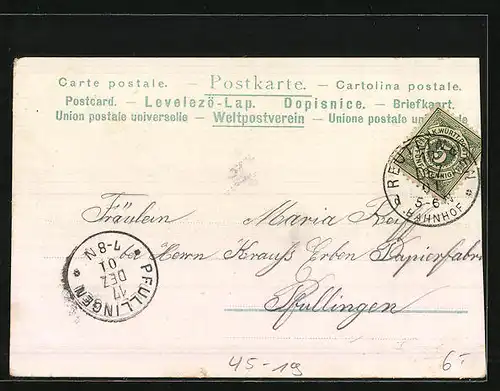 Carte postale. — Postkarte. — Cartolina postale.
Postcard. — Levelező-Lap. Dopisnice. — Briefkaart.
Union postale universelle — Weltpostverein — Unione postale universale
K. WÜRTT.
5
REUTLINGEN
5-6 N.
BAHNHOF.
Fräulein Maria
bei Herrn Krauss Erben Papierfabrik
Pfullingen
PFULLINGEN
17
DEZ
01
7-8 N
45-19
6.-